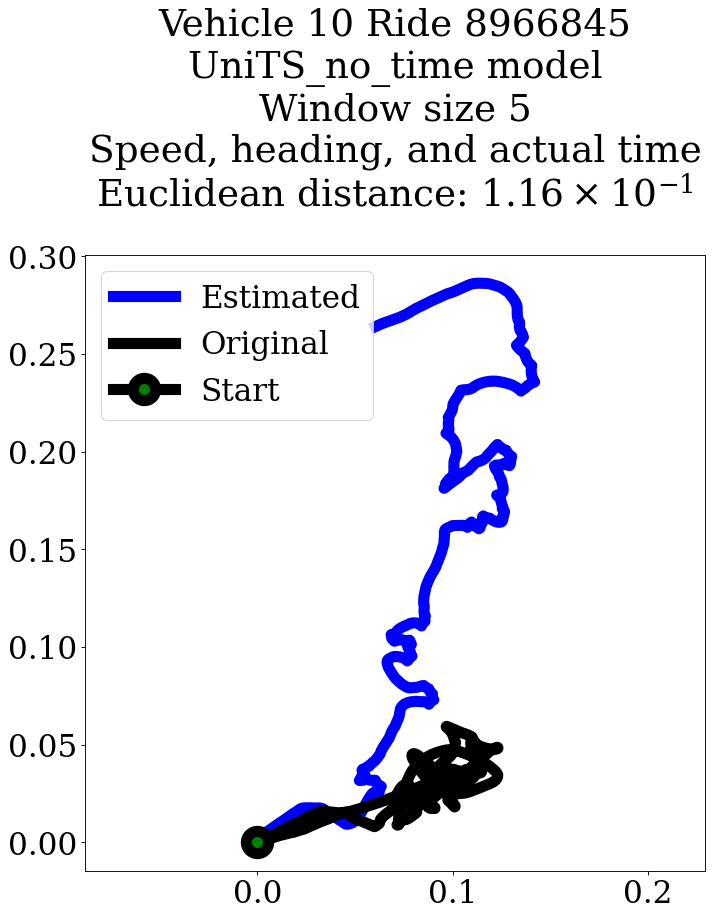 Vehicle 10 Ride 8966845
UniTS_no_time model
Window size 5
Speed, heading, and actual time
Euclidean distance: 1.16 × 10⁻¹
0.30
0.25
0.20
0.15
0.10
0.05
0.00
Estimated
Original
Start
0.0
0.1
0.2